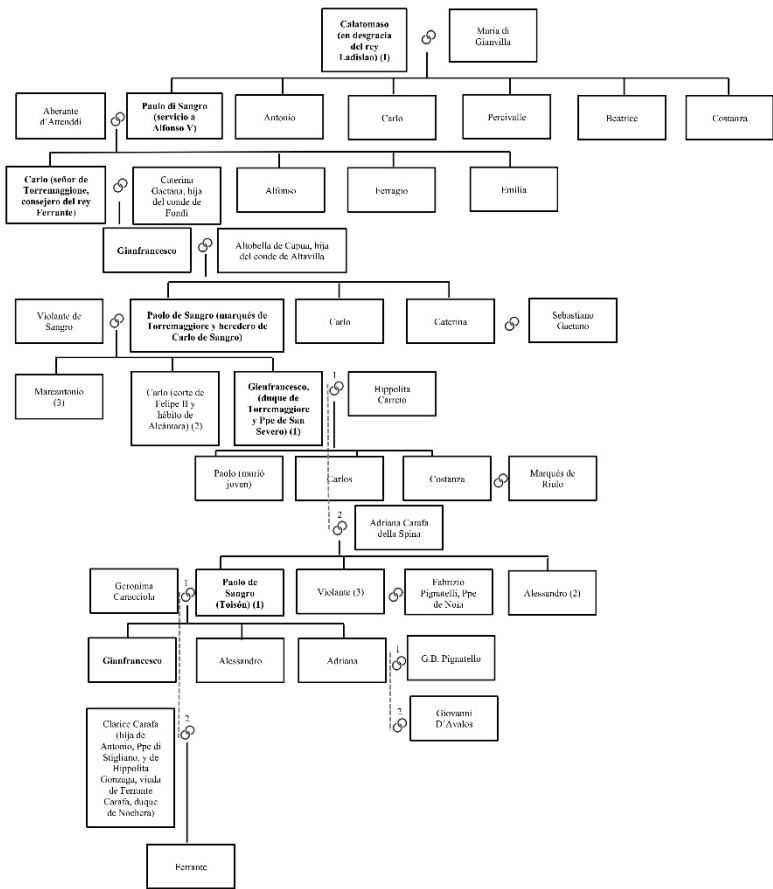 Calatomaso
(en desgracia
del rey
Ladislao) (I)
Maria di
Gianvilla
Aberante
d'Attenddi
Paulo di Sangro
(servicio a
Alfonso V)
Antonio
Carlo
Percivalle
Beatrice
Costanza
Carlo (señor de
Torremaggione,
consejero del rey
Ferrante)
Caterina
Gaetana, hija
del conde de
Fondi
Alfonso
Ferragio
Emilia
Gianfrancesco
Altobella de Capua, hija
del conde de Altavilla
Violante de
Sangro
Paolo de Sangro (marqués de
Torremaggiore y heredero de
Carlo de Sangro)
Carlo
Caterina
Sebastiano
Gaetano
Marcantonio
(3)
Carlo (corte de
Felipe II y
hábito de
Alcántara) (2)
Gienfrancesco,
(duque de
Torremaggiore
y Ppe de San
Severo) (1)
1
Hippolita
Carreto
Paolo (murió
joven)
Carlos
Costanza
Marqués de
Riulo
2
Adriana Carafa
della Spina
Geronima
Caracciola
1
Paolo de
Sangro
(Toisón) (1)
Violante (3)
Fabrizio
Pignatelli, Ppe
de Noia
Alessandro (2)
Gianfrancesco
Alessandro
Adriana
1
G.B. Pignatello
2
Giovanni
D'Avalos
Clarice Carafa
(hija de
Antonio, Ppe di
Stigliano, y de
Hippolita
Gonzaga, viuda
de Ferrante
Carafa, duque
de Nochera)
2
Ferrante